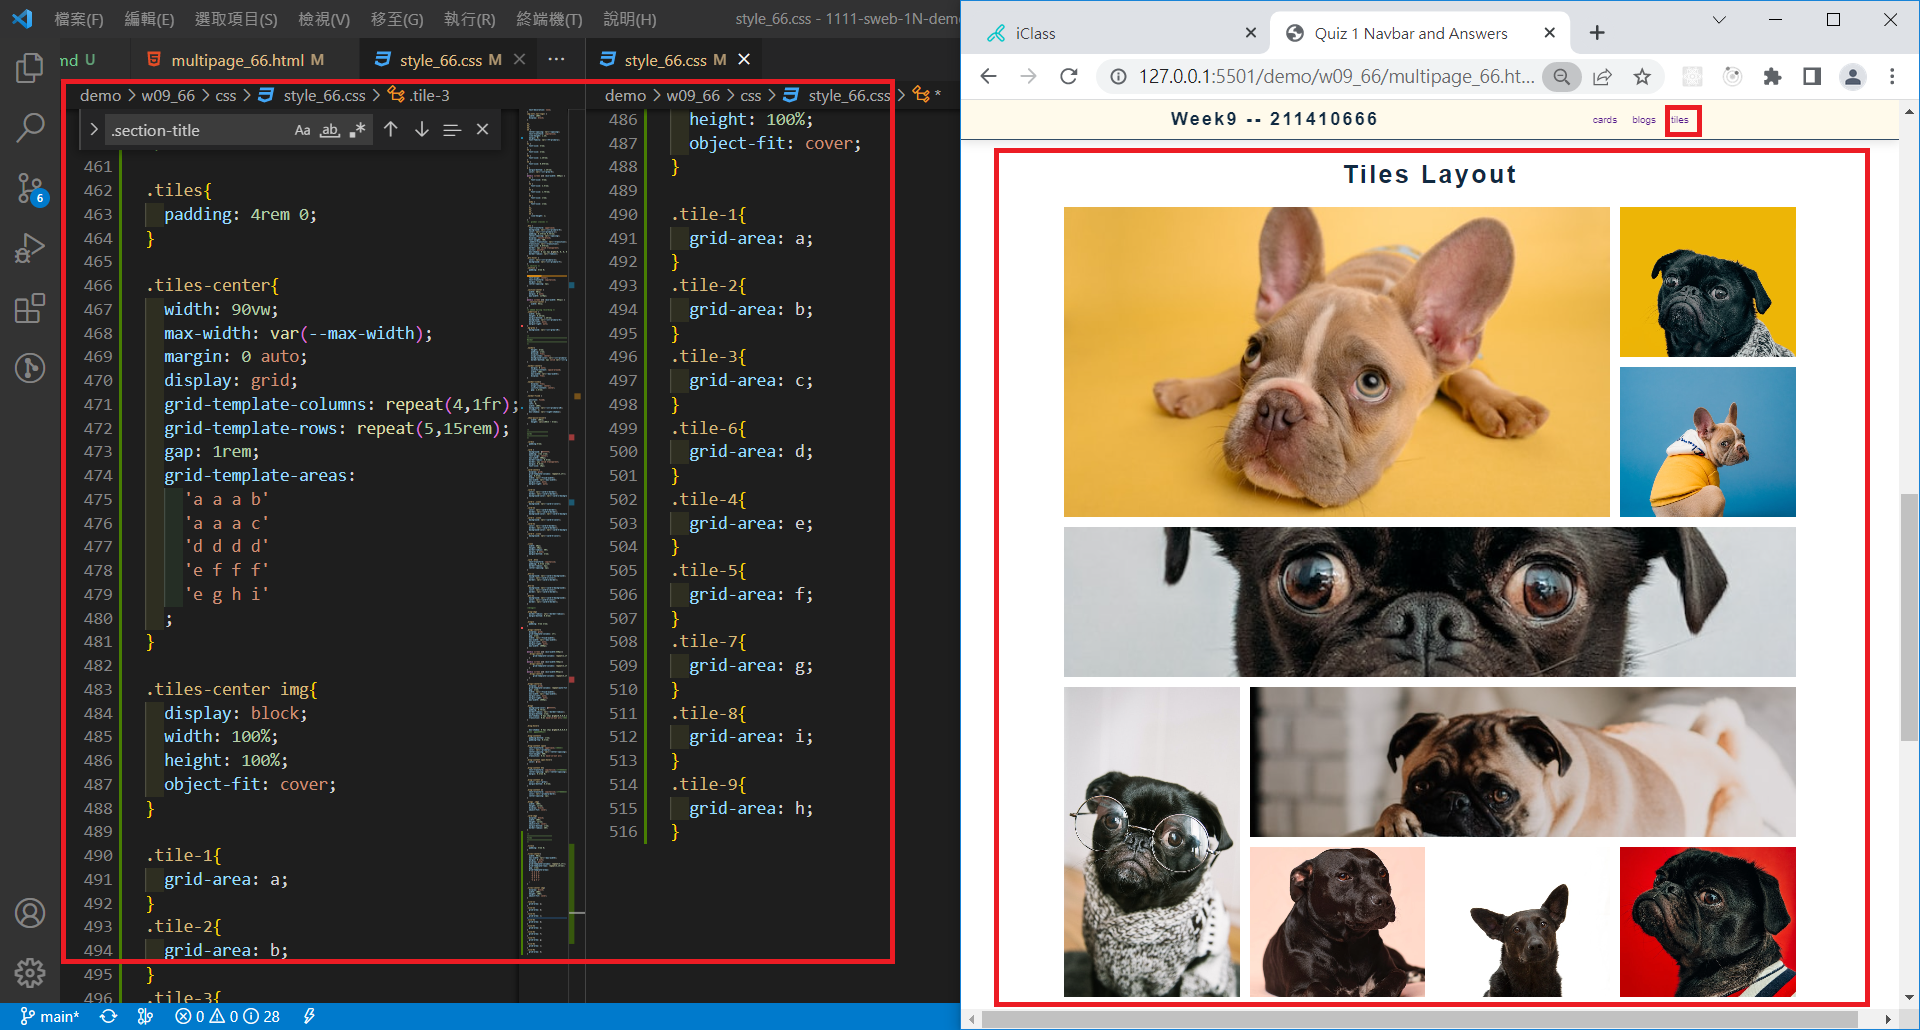 檔案(F) 編輯(E) 選取項目(S) 檢視(V) 移至(G) 執行(R) 終端機(T) 說明(H) style_66.css - 1111-sweb-1N-demo
md U multipage_66.html M style_66.css M style_66.css M
demo > w09_66 > css > style_66.css > .tile-3
.section-title Aa ab
461
462 .tiles{
463 padding: 4rem 0;
464 }
465
466 .tiles-center{
467 width: 90vw;
468 max-width: var(--max-width);
469 margin: 0 auto;
470 display: grid;
471 grid-template-columns: repeat(4,1fr);
472 grid-template-rows: repeat(5,15rem);
473 gap: 1rem;
474 grid-template-areas:
475 'a a a b'
476 'a a a c'
477 'd d d d'
478 'e f f f'
479 'e g h i'
480 ;
481 }
482
483 .tiles-center img{
484 display: block;
485 width: 100%;
486 height: 100%;
487 object-fit: cover;
488 }
489
490 .tile-1{
491 grid-area: a;
492 }
493 .tile-2{
494 grid-area: b;
495 }
496 .tile-3{
demo > w09_66 > css > style_66.css > *
486 height: 100%;
487 object-fit: cover;
488 }
489
490 .tile-1{
491 grid-area: a;
492 }
493 .tile-2{
494 grid-area: b;
495 }
496 .tile-3{
497 grid-area: c;
498 }
499 .tile-6{
500 grid-area: d;
501 }
502 .tile-4{
503 grid-area: e;
504 }
505 .tile-5{
506 grid-area: f;
507 }
508 .tile-7{
509 grid-area: g;
510 }
511 .tile-8{
512 grid-area: i;
513 }
514 .tile-9{
515 grid-area: h;
516 }
6
main* 0 0 28
iClass Quiz 1 Navbar and Answers
127.0.0.1:5501/demo/w09_66/multipage_66.ht...
Week9 -- 211410666 cards blogs tiles
Tiles Layout